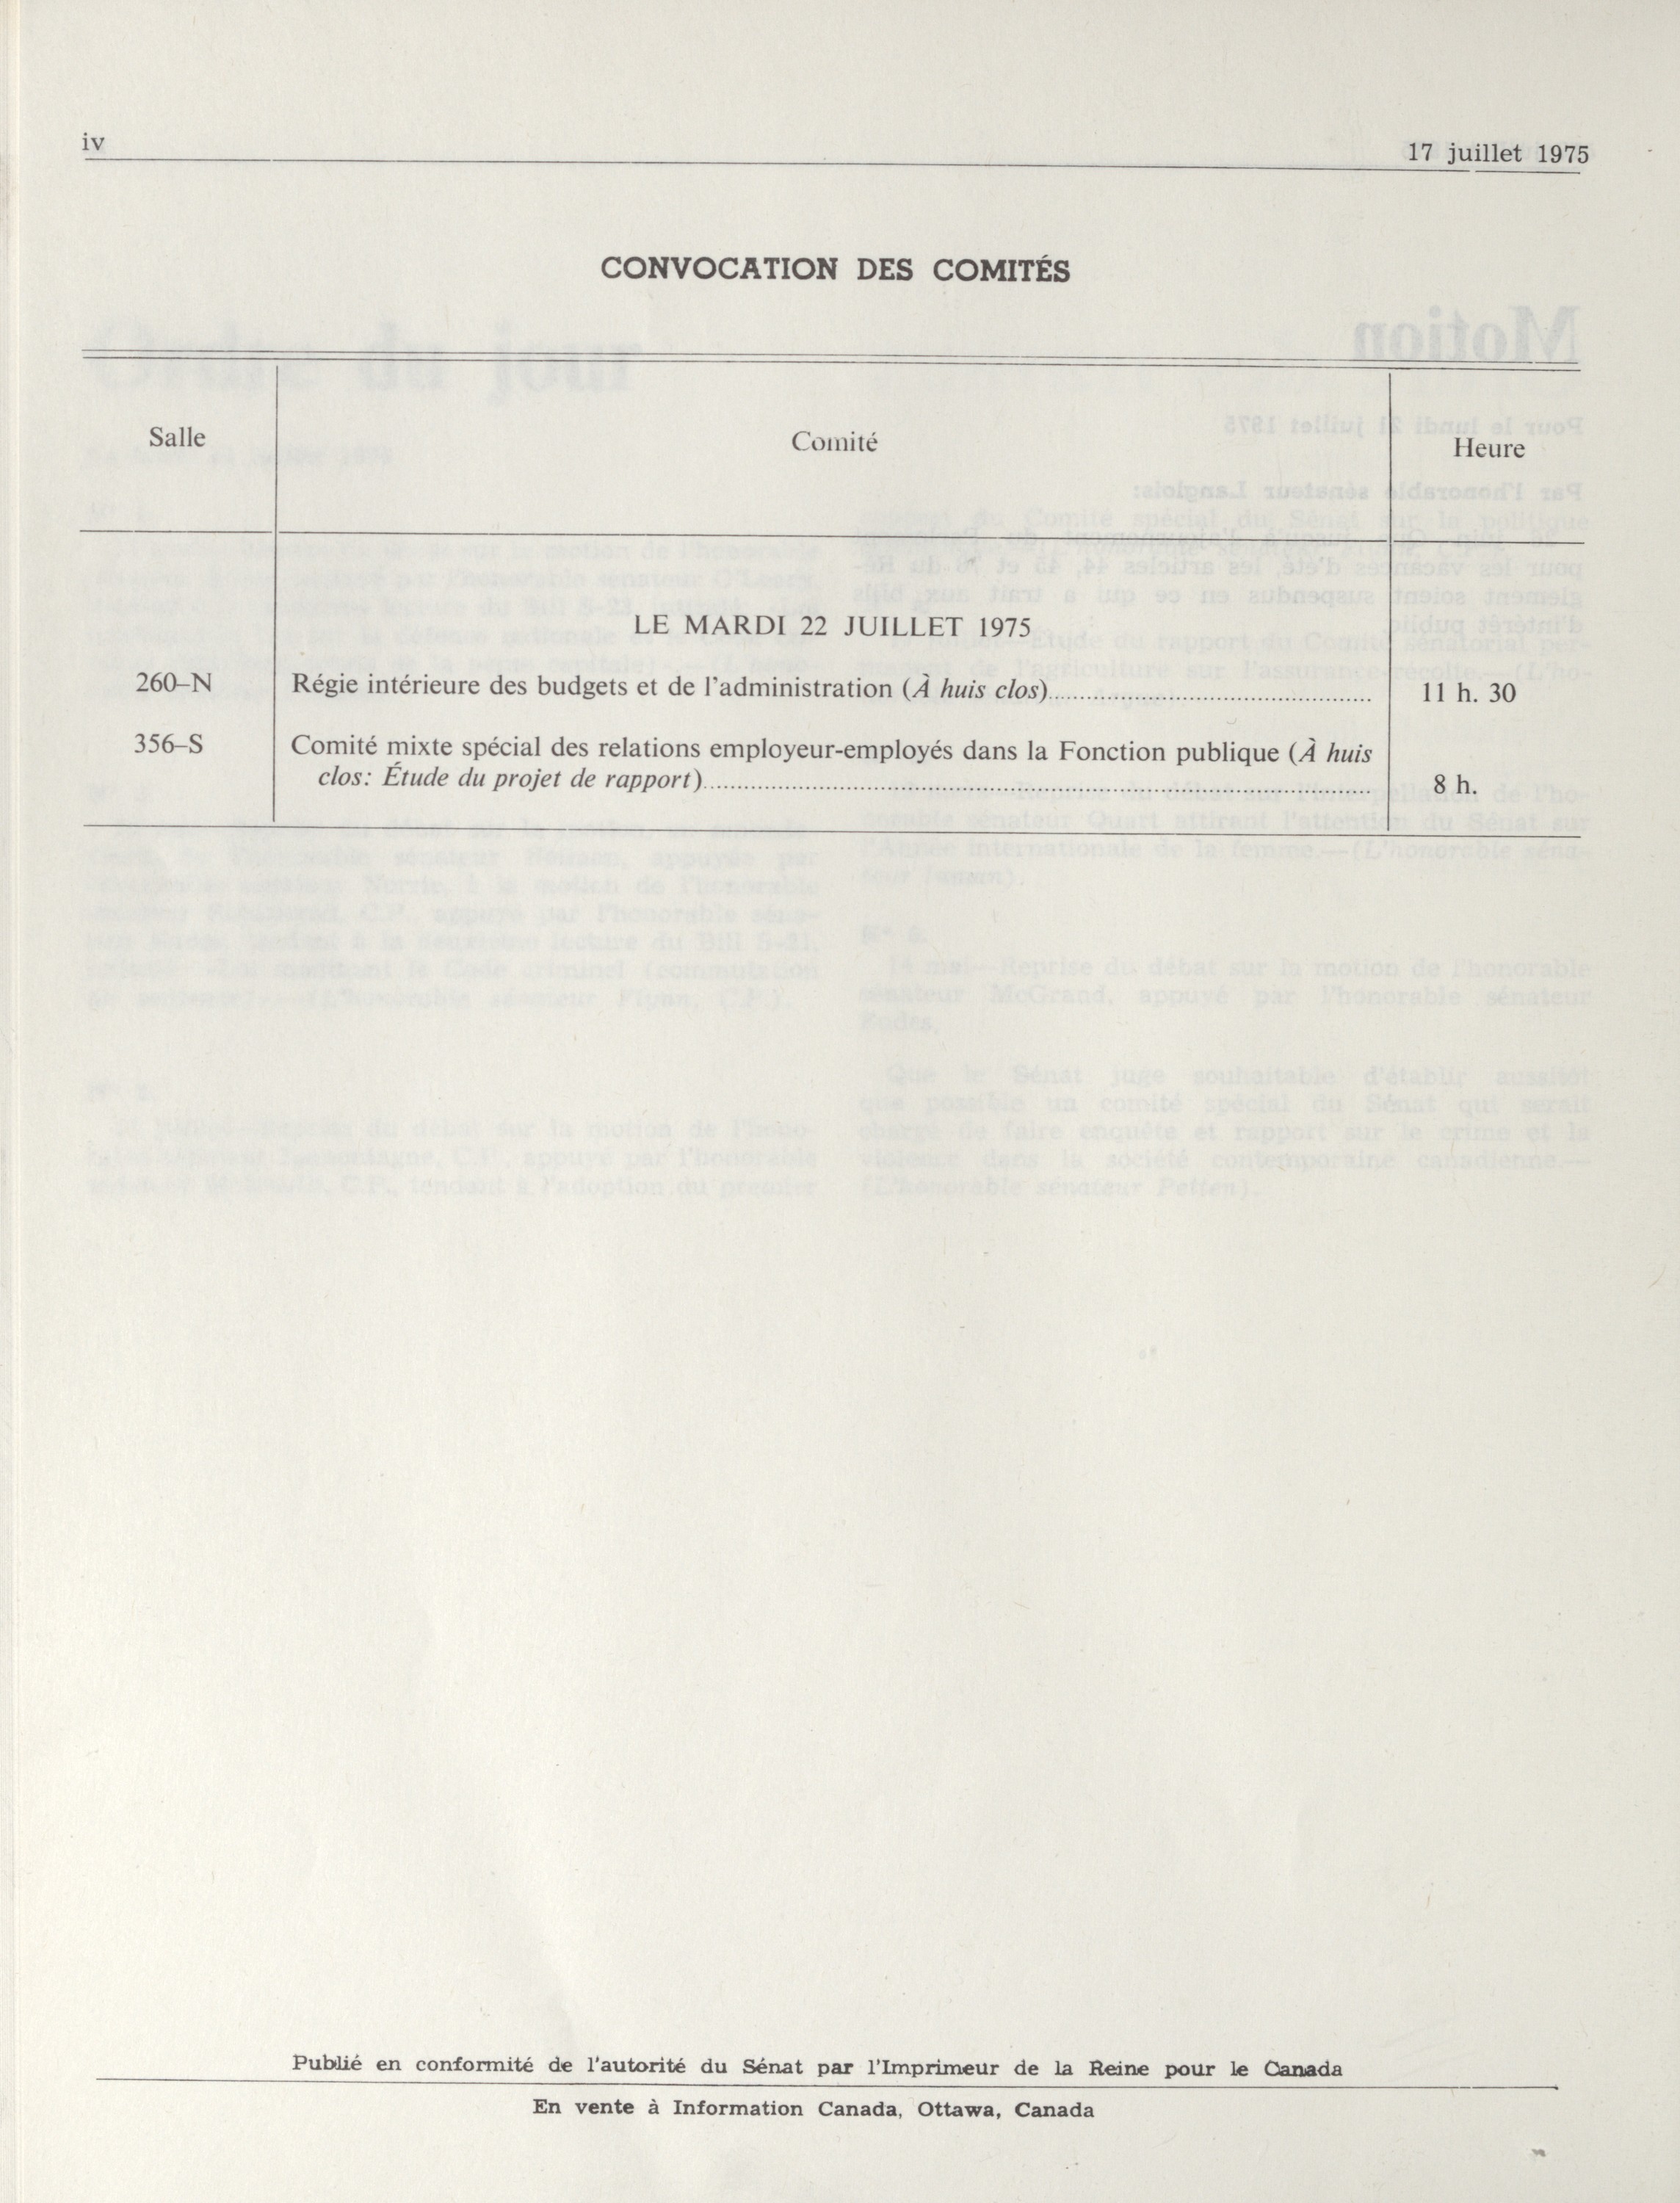 iv
17 juillet 1975
CONVOCATION DES COMITÉS
Salle
Comité
Heure
LE MARDI 22 JUILLET 1975
260–N Régie intérieure des budgets et de l'administration (À huis clos)........ 11 h. 30
356–S Comité mixte spécial des relations employeur-employés dans la Fonction publique (À huis
clos: Étude du projet de rapport)........ 8 h.
Publié en conformité de l'autorité du Sénat par l'Imprimeur de la Reine pour le Canada
En vente à Information Canada, Ottawa, Canada